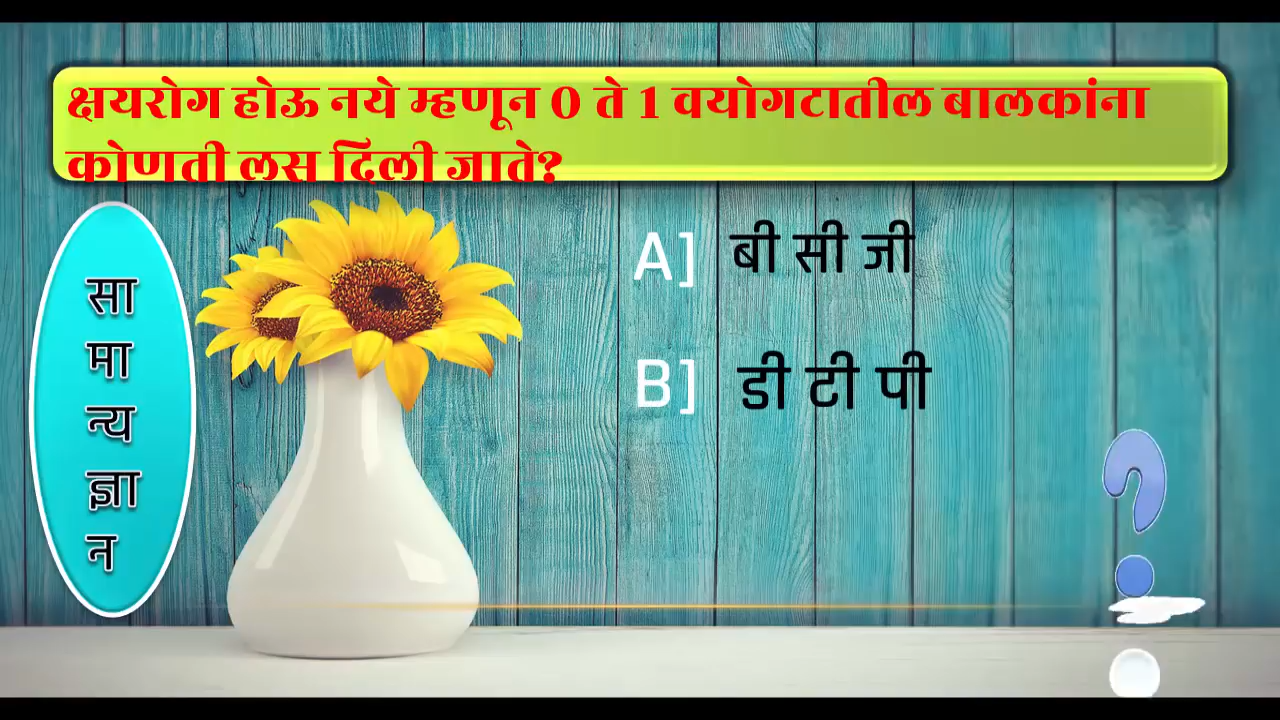 क्षयरोग होऊ नये म्हणून 0 ते 1 वयोगटातील बालकांना
कोणती लस दिली जाते?
सा
मा
न्य
ज्ञा
न
A] बी सी जी
B] डी टी पी